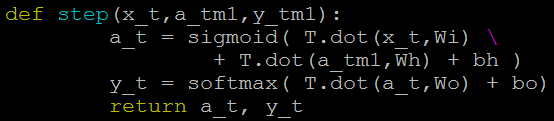 def step(x_t,a_tm1,y_tm1):
        a_t = sigmoid( T.dot(x_t,Wi) \
                + T.dot(a_tm1,Wh) + bh )
        y_t = softmax( T.dot(a_t,Wo) + bo)
        return a_t, y_t